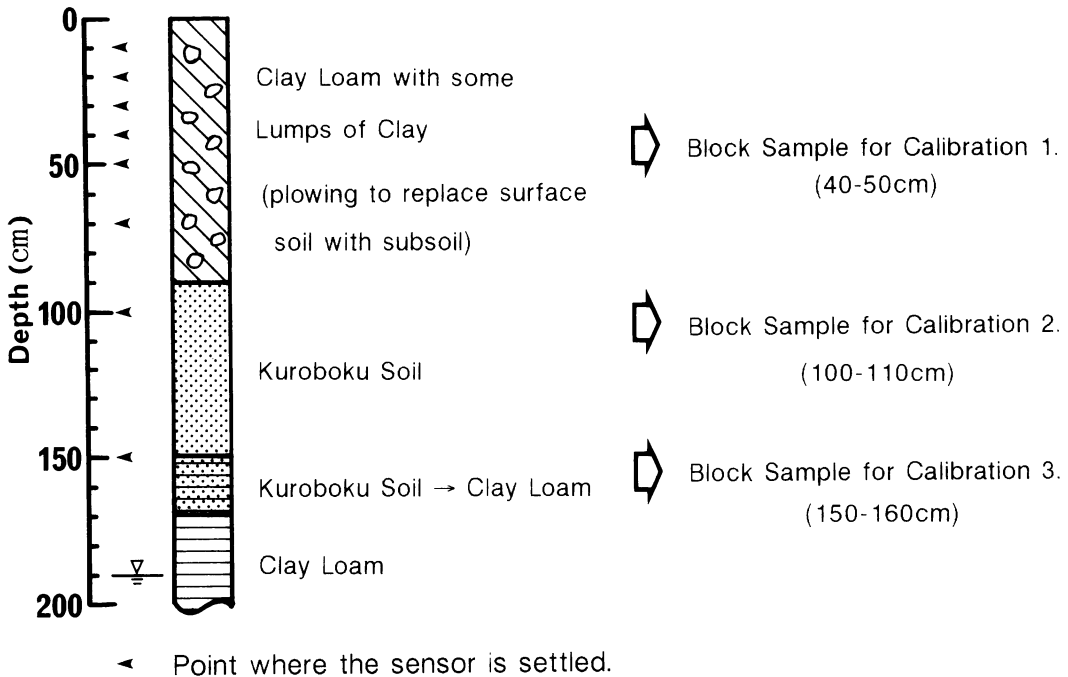 Depth (cm)
0
50
100
150
200
Clay Loam with some
Lumps of Clay
(plowing to replace surface
soil with subsoil)
Kuroboku Soil
Kuroboku Soil → Clay Loam
Clay Loam
Block Sample for Calibration 1.
(40-50cm)
Block Sample for Calibration 2.
(100-110cm)
Block Sample for Calibration 3.
(150-160cm)
Point where the sensor is settled.